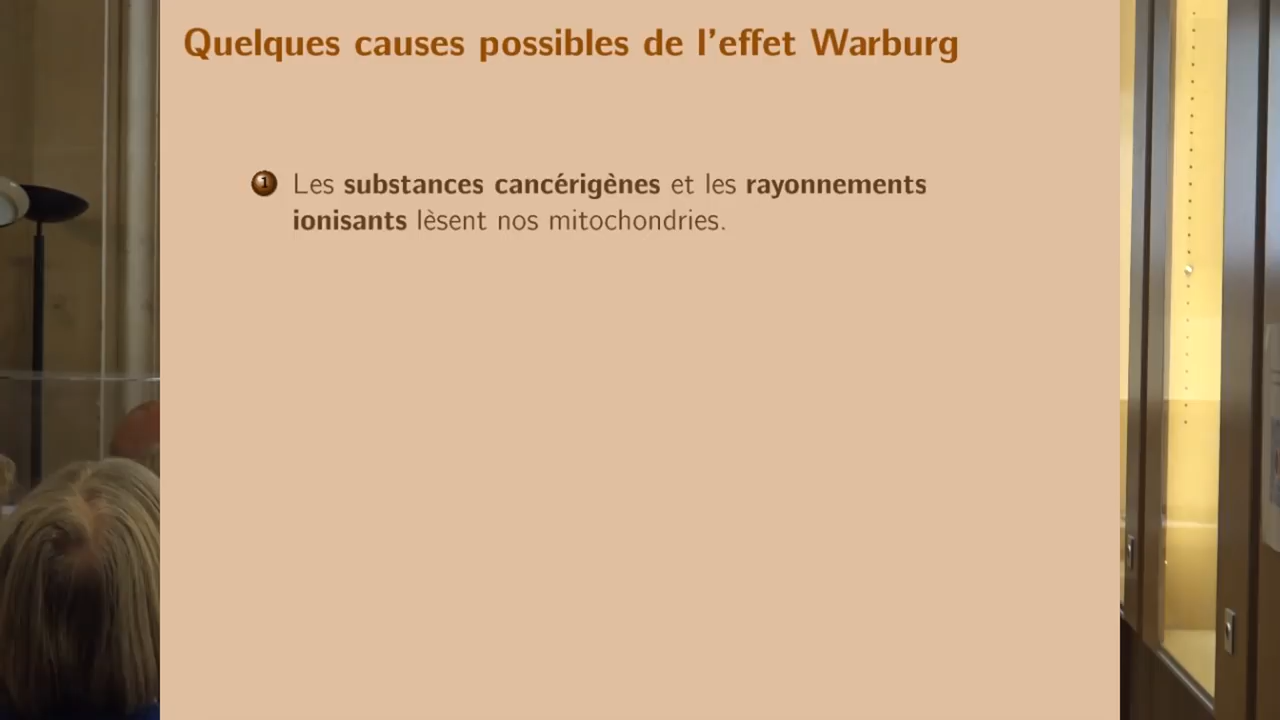 Quelques causes possibles de l'effet Warburg
1 Les substances cancérigènes et les rayonnements
ionisants lèsent nos mitochondries.